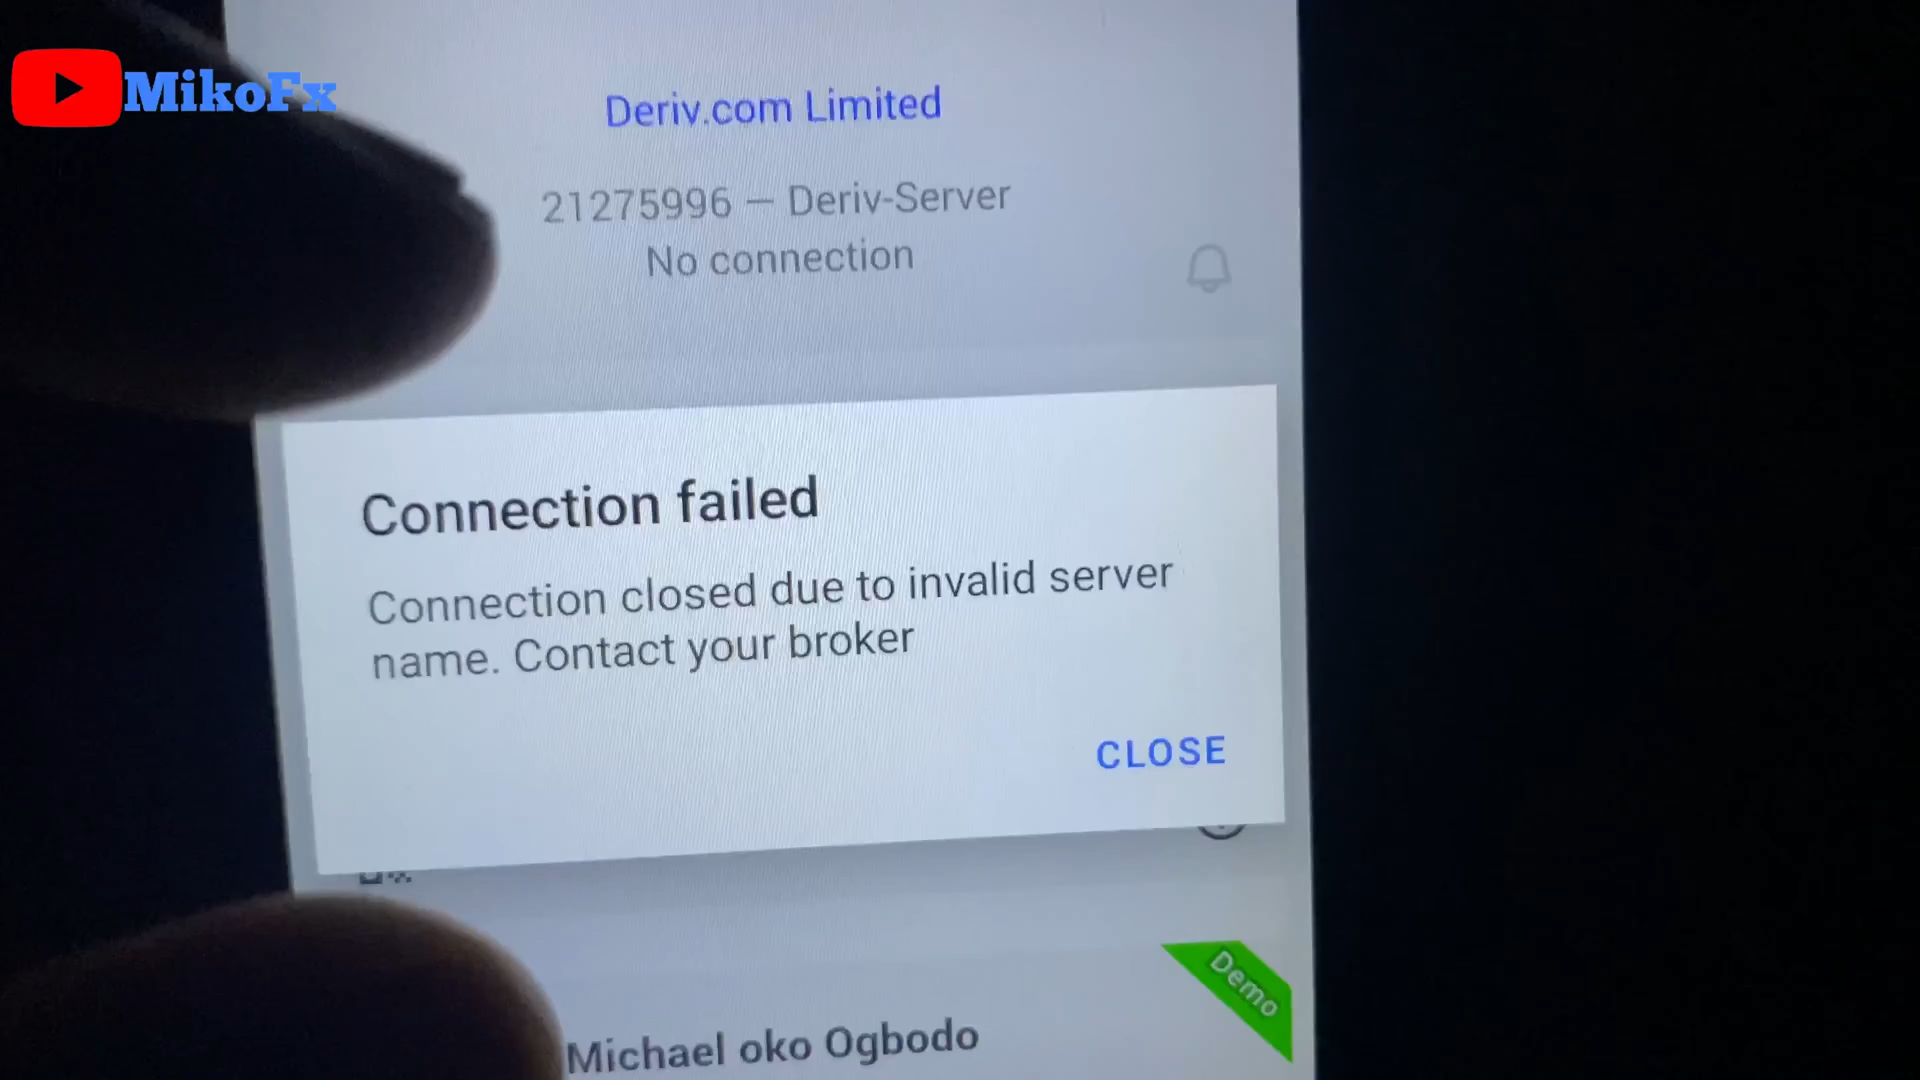 MikoFx
Deriv.com Limited
21275996 — Deriv-Server
No connection
Connection failed
Connection closed due to invalid server
name. Contact your broker
CLOSE
Demo
Michael oko Ogbodo